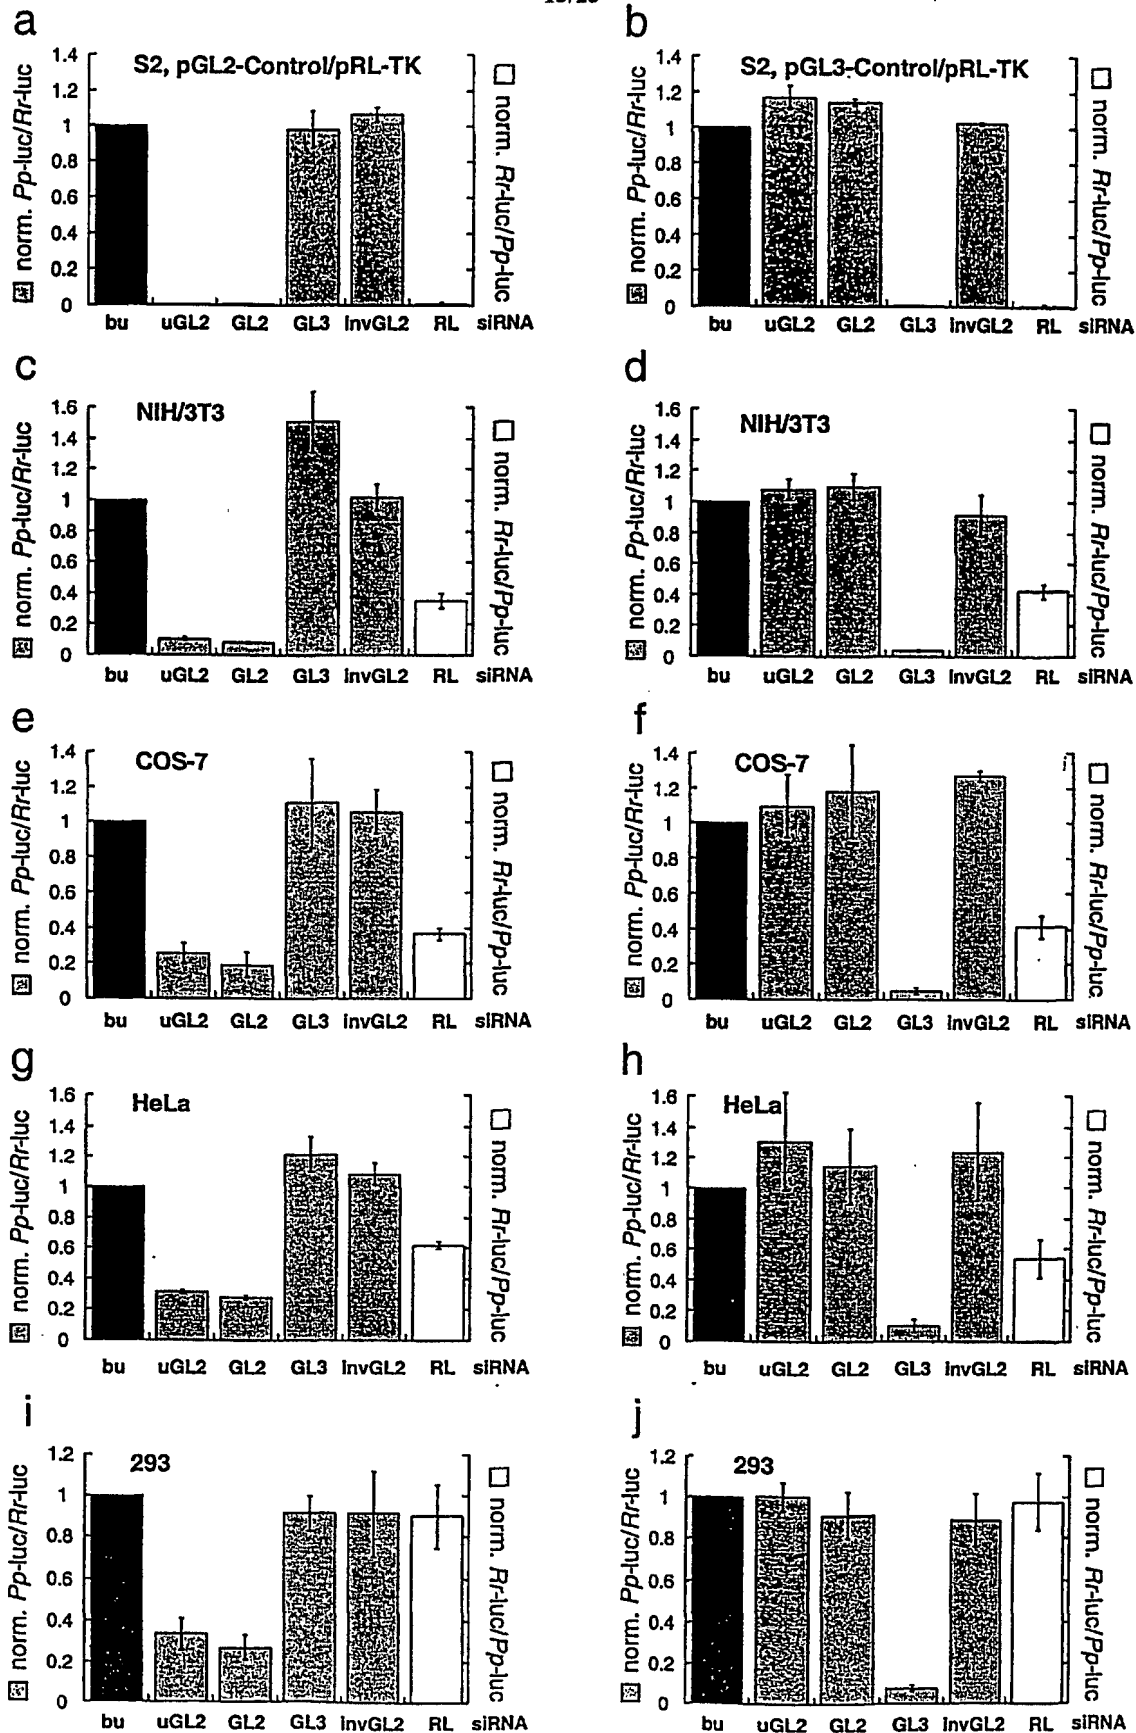 a
S2, pGL2-Control/pRL-TK
norm. Pp-luc/Rr-luc
norm. Rr-luc/Pp-luc
1.4
1.2
1
0.8
0.6
0.4
0.2
0
bu uGL2 GL2 GL3 invGL2 RL siRNA
b
S2, pGL3-Control/pRL-TK
norm. Pp-luc/Rr-luc
norm. Rr-luc/Pp-luc
1.4
1.2
1
0.8
0.6
0.4
0.2
0
bu uGL2 GL2 GL3 invGL2 RL siRNA
c
NIH/3T3
norm. Pp-luc/Rr-luc
norm. Rr-luc/Pp-luc
1.6
1.4
1.2
1
0.8
0.6
0.4
0.2
0
bu uGL2 GL2 GL3 invGL2 RL siRNA
d
NIH/3T3
norm. Pp-luc/Rr-luc
norm. Rr-luc/Pp-luc
1.6
1.4
1.2
1
0.8
0.6
0.4
0.2
0
bu uGL2 GL2 GL3 invGL2 RL siRNA
e
COS-7
norm. Pp-luc/Rr-luc
norm. Rr-luc/Pp-luc
1.4
1.2
1
0.8
0.6
0.4
0.2
0
bu uGL2 GL2 GL3 invGL2 RL siRNA
f
COS-7
norm. Pp-luc/Rr-luc
norm. Rr-luc/Pp-luc
1.4
1.2
1
0.8
0.6
0.4
0.2
0
bu uGL2 GL2 GL3 invGL2 RL siRNA
g
HeLa
norm. Pp-luc/Rr-luc
norm. Rr-luc/Pp-luc
1.6
1.4
1.2
1
0.8
0.6
0.4
0.2
0
bu uGL2 GL2 GL3 invGL2 RL siRNA
h
HeLa
norm. Pp-luc/Rr-luc
norm. Rr-luc/Pp-luc
1.6
1.4
1.2
1
0.8
0.6
0.4
0.2
0
bu uGL2 GL2 GL3 invGL2 RL siRNA
i
293
norm. Pp-luc/Rr-luc
norm. Rr-luc/Pp-luc
1.2
1
0.8
0.6
0.4
0.2
0
bu uGL2 GL2 GL3 invGL2 RL siRNA
j
293
norm. Pp-luc/Rr-luc
norm. Rr-luc/Pp-luc
1.2
1
0.8
0.6
0.4
0.2
0
bu uGL2 GL2 GL3 invGL2 RL siRNA